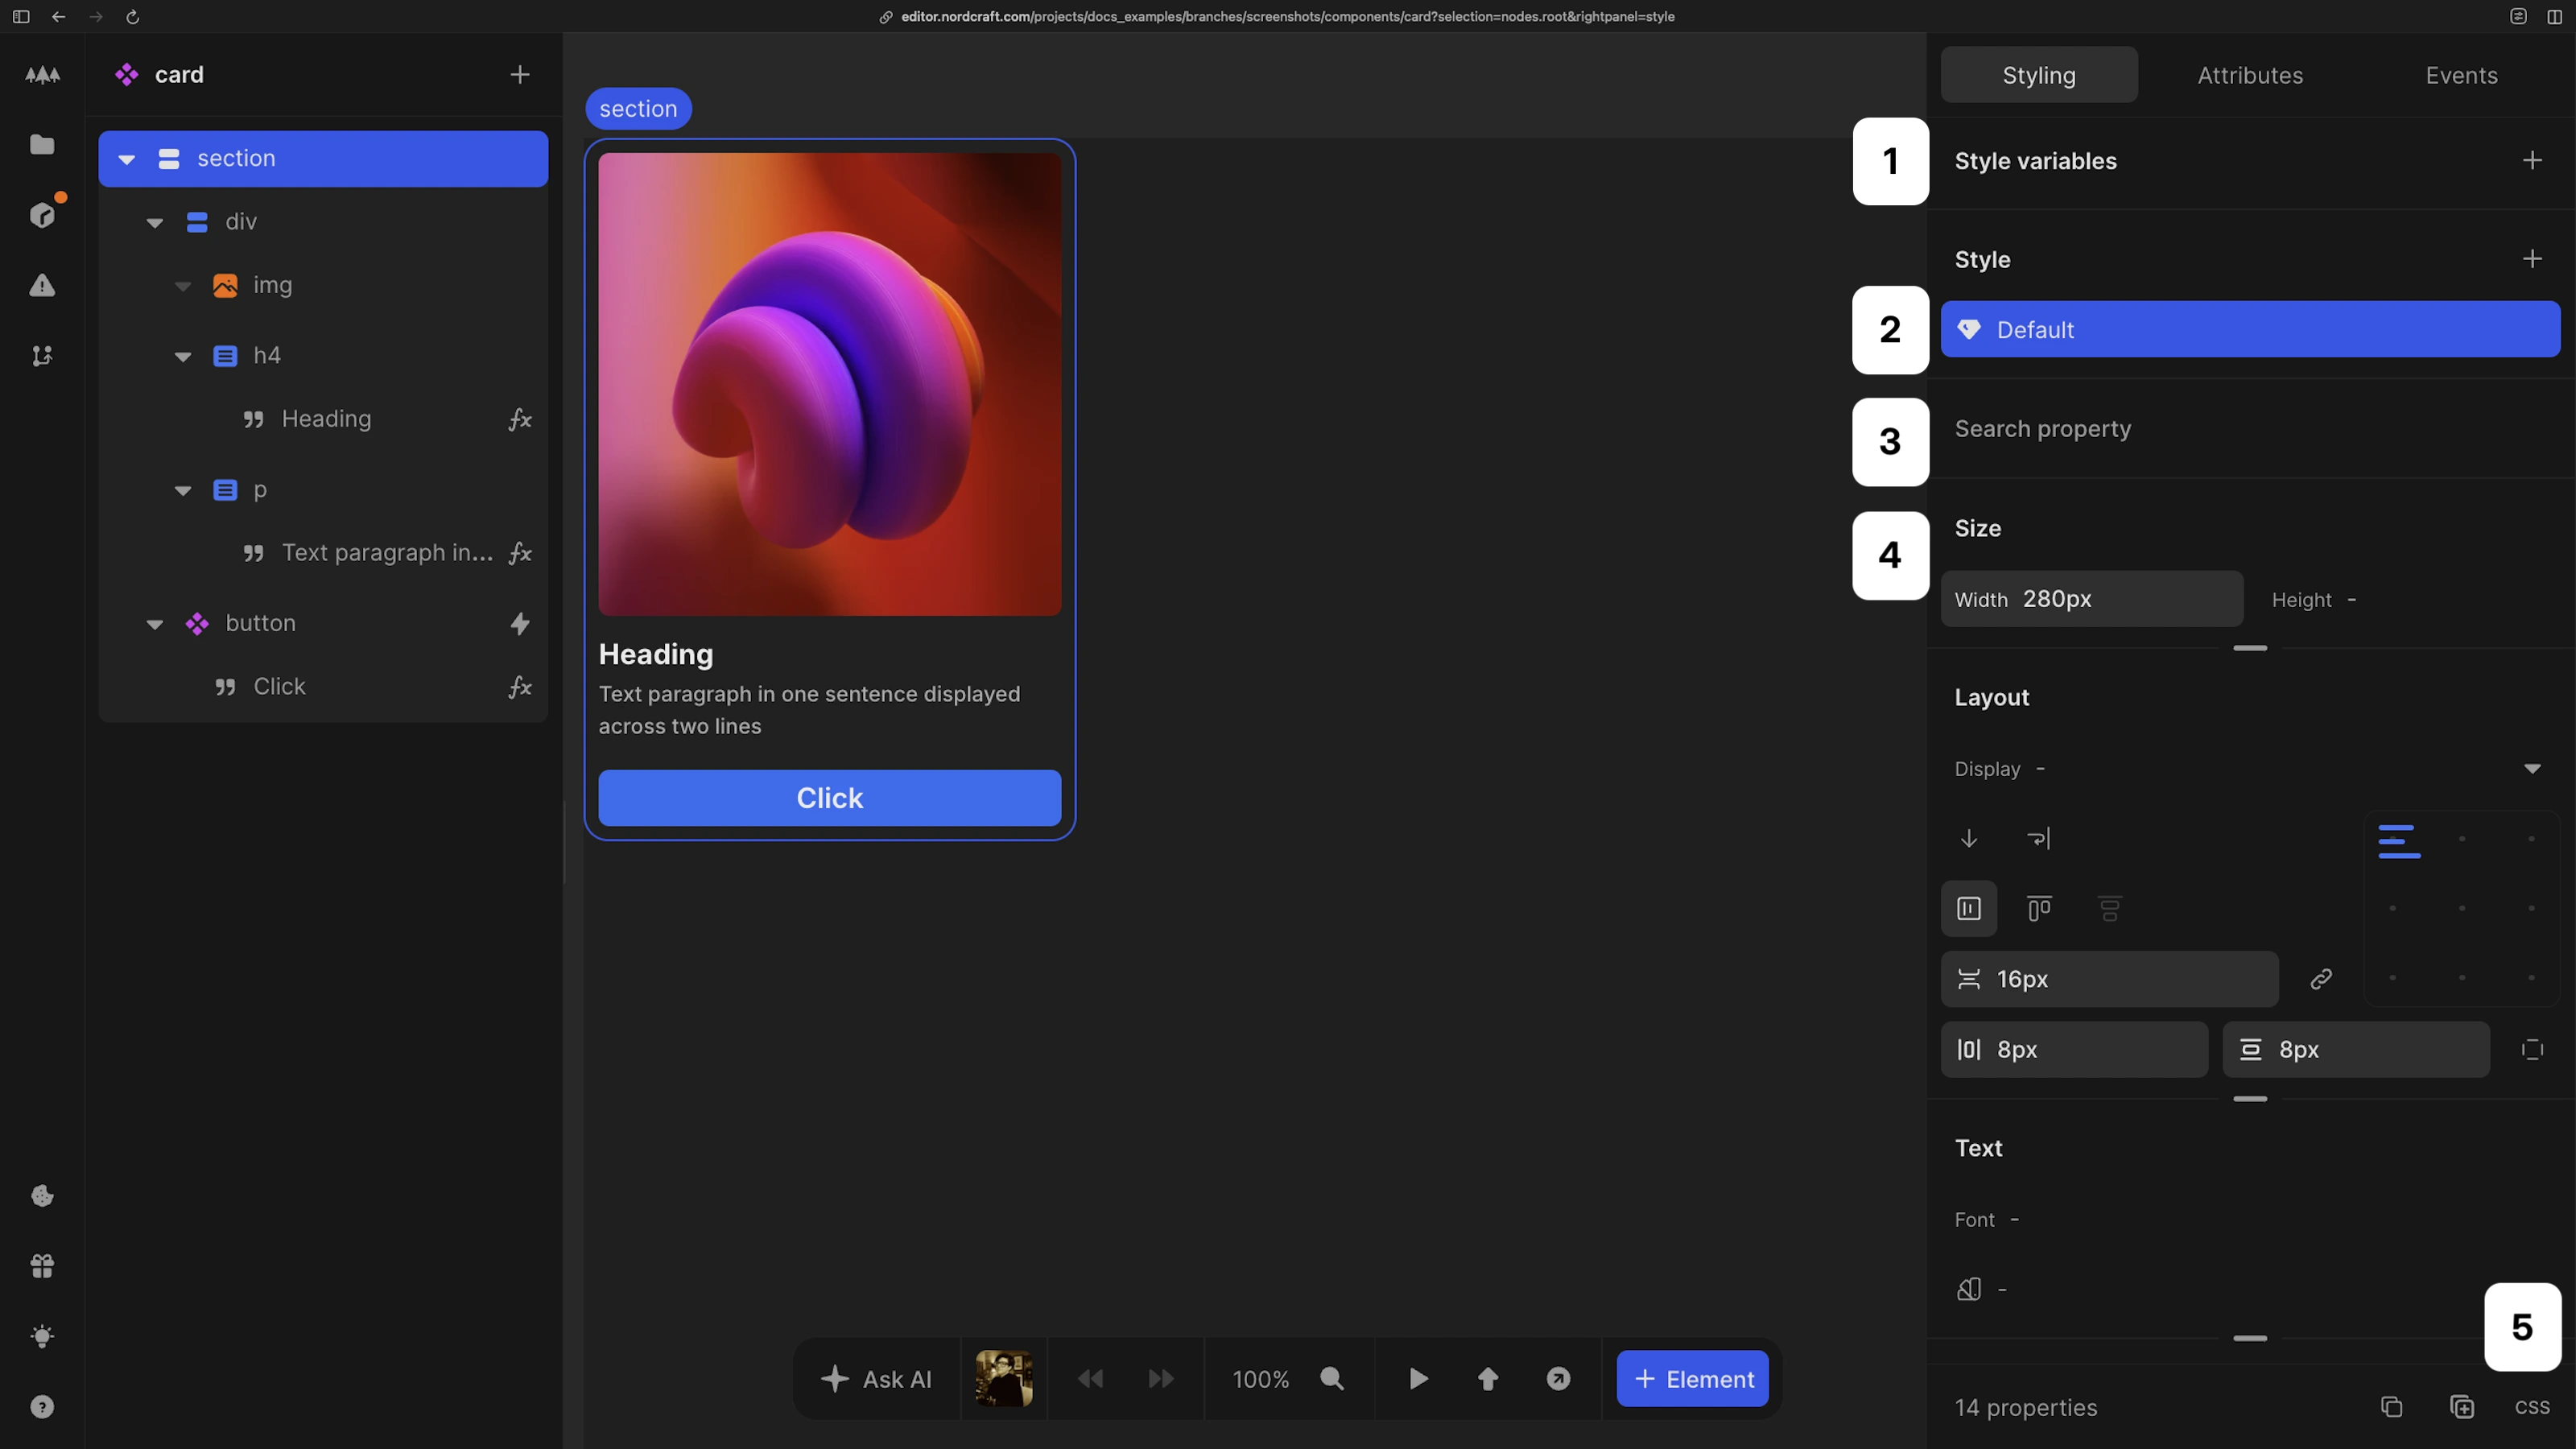 editor.nordcraft.com/projects/docs_examples/branches/screenshots/components/card?selection=nodes.root&rightpanel=style
card
section
div
img
h4
Heading
fx
p
Text paragraph in...
fx
button
Click
fx
section
Heading
Text paragraph in one sentence displayed
across two lines
Click
Ask AI
100%
+ Element
Styling
Attributes
Events
1
Style variables
Style
2
Default
3
Search property
4
Size
Width 280px
Height -
Layout
Display -
16px
8px
8px
Text
Font -
-
5
14 properties
CSS